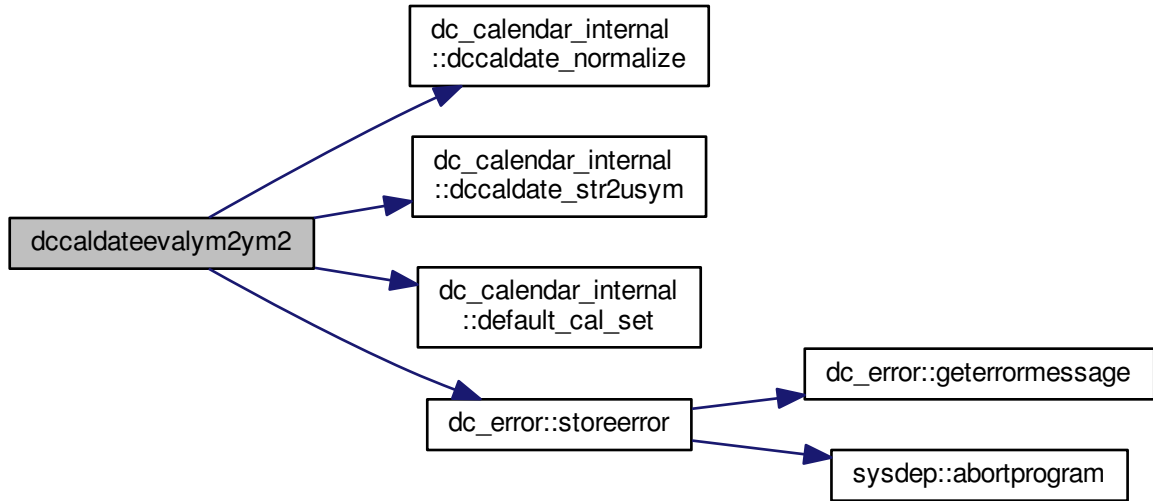 dc_calendar_internal
::dccaldate_normalize
dc_calendar_internal
::dccaldate_str2usym
dccaldateevalym2ym2
dc_calendar_internal
::default_cal_set
dc_error::geterrormessage
dc_error::storeerror
sysdep::abortprogram